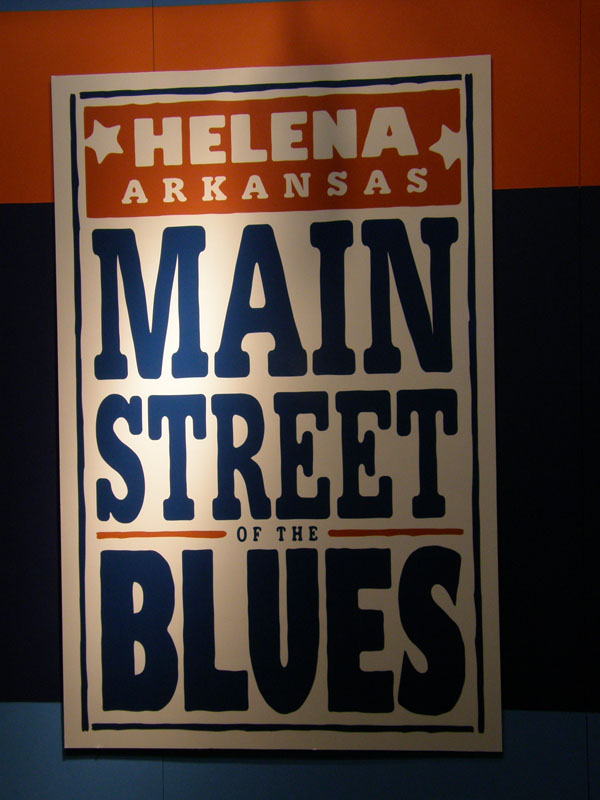 HELENA
ARKANSAS
MAIN
STREET
OF THE
BLUES